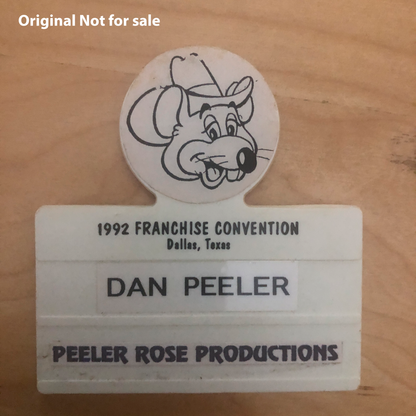 Original Not for sale
1992 FRANCHISE CONVENTION
Dallas, Texas
DAN PEELER
PEELER ROSE PRODUCTIONS